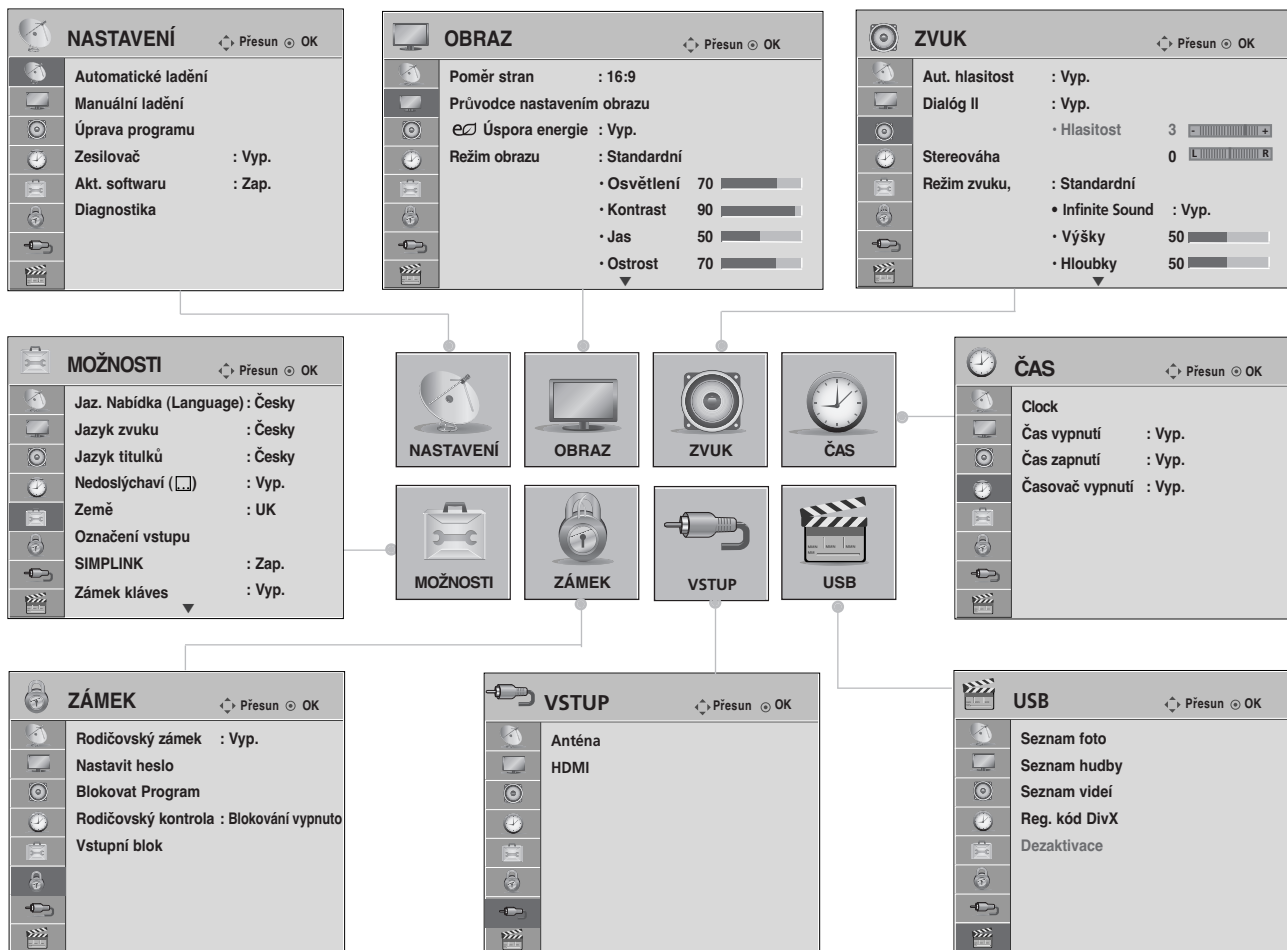 NASTAVENÍ Přesun OK
Automatické ladění
Manuální ladění
Úprava programu
Zesilovač : Vyp.
Akt. softwaru : Zap.
Diagnostika
OBRAZ Přesun OK
Poměr stran : 16:9
Průvodce nastavením obrazu
Úspora energie : Vyp.
Režim obrazu : Standardní
• Osvětlení 70
• Kontrast 90
• Jas 50
• Ostrost 70
ZVUK Přesun OK
Aut. hlasitost : Vyp.
Dialóg II : Vyp.
• Hlasitost 3 - +
Stereováha 0 L R
Režim zvuku, : Standardní
• Infinite Sound : Vyp.
• Výšky 50
• Hloubky 50
MOŽNOSTI Přesun OK
Jaz. Nabídka (Language) : Česky
Jazyk zvuku : Česky
Jazyk titulků : Česky
Nedoslýchaví ( ) : Vyp.
Země : UK
Označení vstupu
SIMPLINK : Zap.
Zámek kláves : Vyp.
NASTAVENÍ
OBRAZ
ZVUK
ČAS
MOŽNOSTI
ZÁMEK
VSTUP
USB
ČAS Přesun OK
Clock
Čas vypnutí : Vyp.
Čas zapnutí : Vyp.
Časovač vypnutí : Vyp.
ZÁMEK Přesun OK
Rodičovský zámek : Vyp.
Nastavit heslo
Blokovat Program
Rodičovský kontrola : Blokování vypnuto
Vstupní blok
VSTUP Přesun OK
Anténa
HDMI
USB Přesun OK
Seznam foto
Seznam hudby
Seznam videí
Reg. kód DivX
Dezaktivace